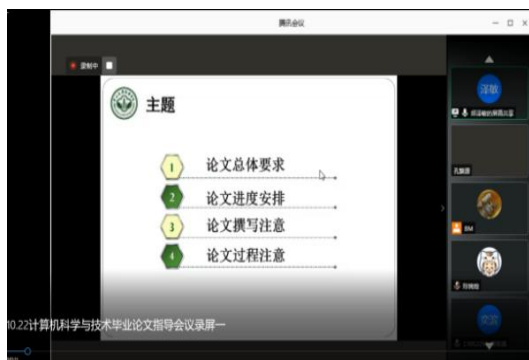 腾讯会议
录制中
主题
1 论文总体要求
2 论文进度安排
3 论文撰写注意
4 论文过程注意
泽敏
BM
10.22计算机科学与技术毕业论文指导会议录屏一